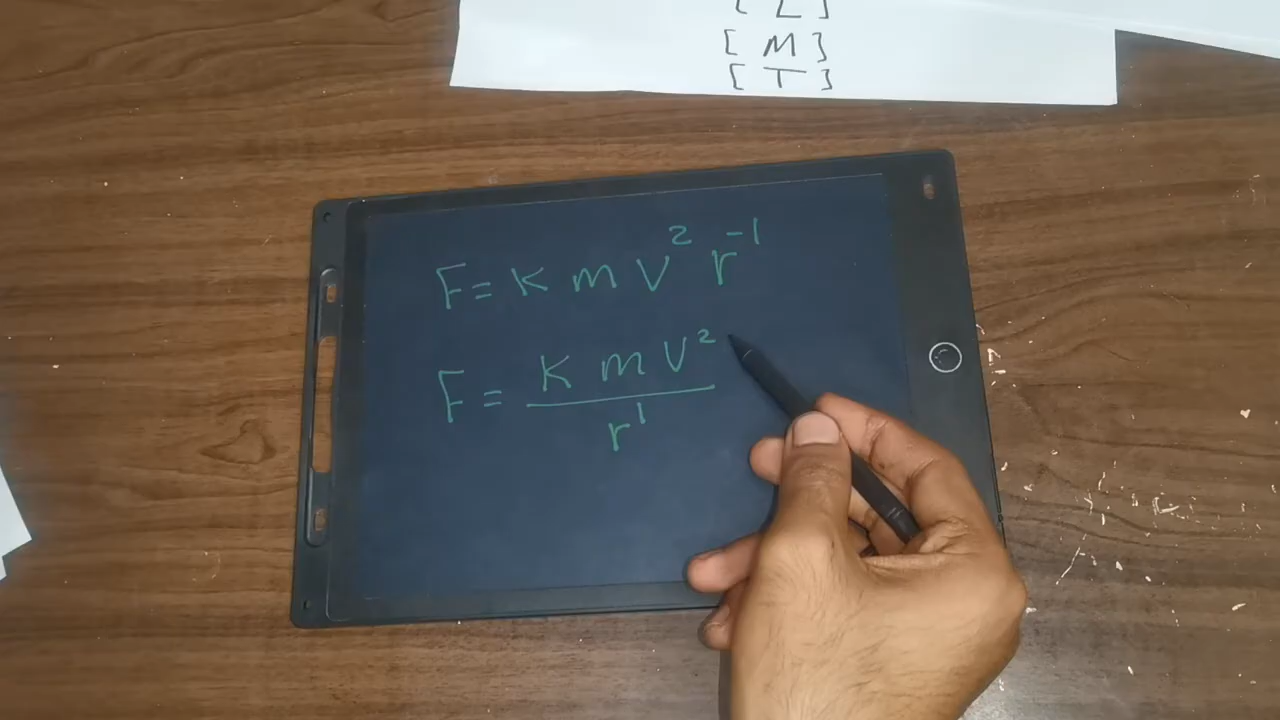 [ L ]
[ M ]
[ T ]
F = K m V² r⁻¹
F = K m V² / r¹